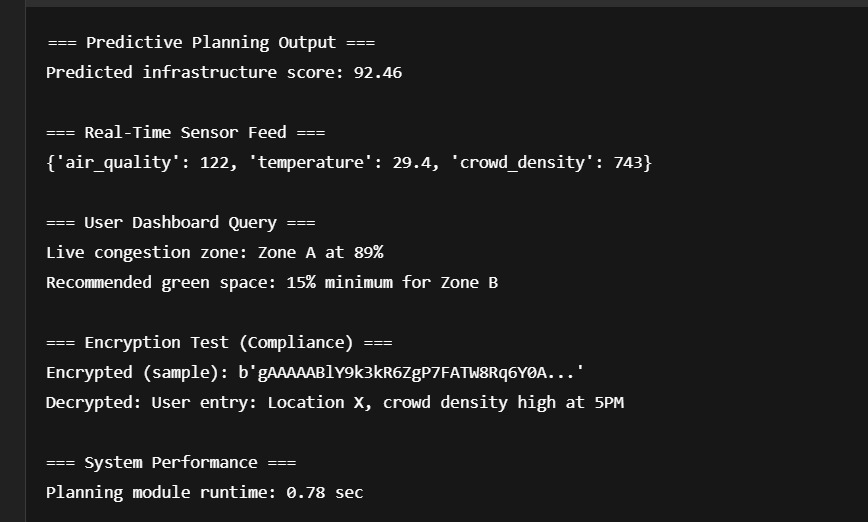 === Predictive Planning Output ===
Predicted infrastructure score: 92.46
=== Real-Time Sensor Feed ===
{'air_quality': 122, 'temperature': 29.4, 'crowd_density': 743}
=== User Dashboard Query ===
Live congestion zone: Zone A at 89%
Recommended green space: 15% minimum for Zone B
=== Encryption Test (Compliance) ===
Encrypted (sample): b'gAAAAABlY9k3kR6ZgP7FATW8Rq6Y0A...'
Decrypted: User entry: Location X, crowd density high at 5PM
=== System Performance ===
Planning module runtime: 0.78 sec